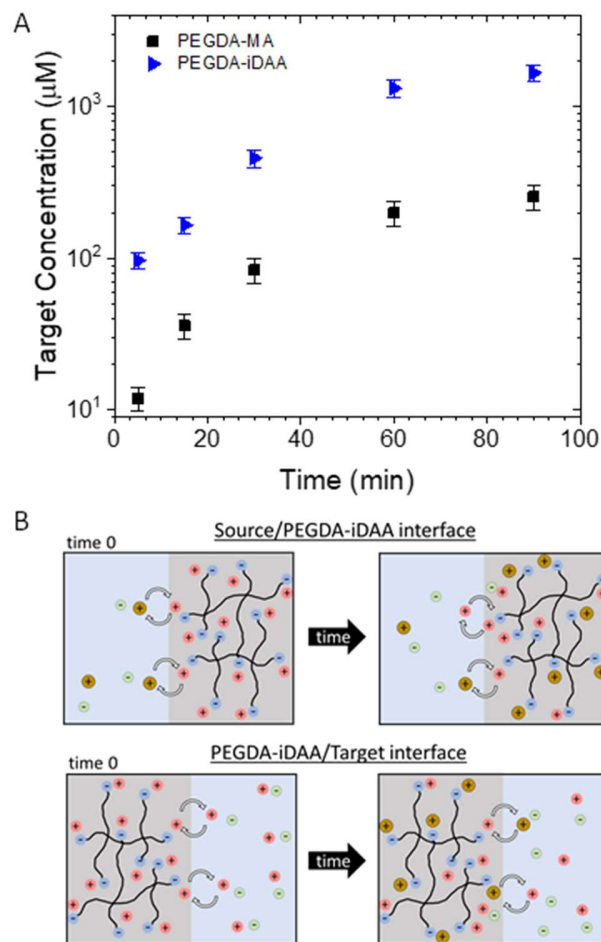 A
PEGDA-MA
PEGDA-iDAA
Target Concentration (μM)
10³
10²
10¹
0 20 40 60 80 100
Time (min)
B
time 0
Source/PEGDA-iDAA interface
time
PEGDA-iDAA/Target interface
time 0
time